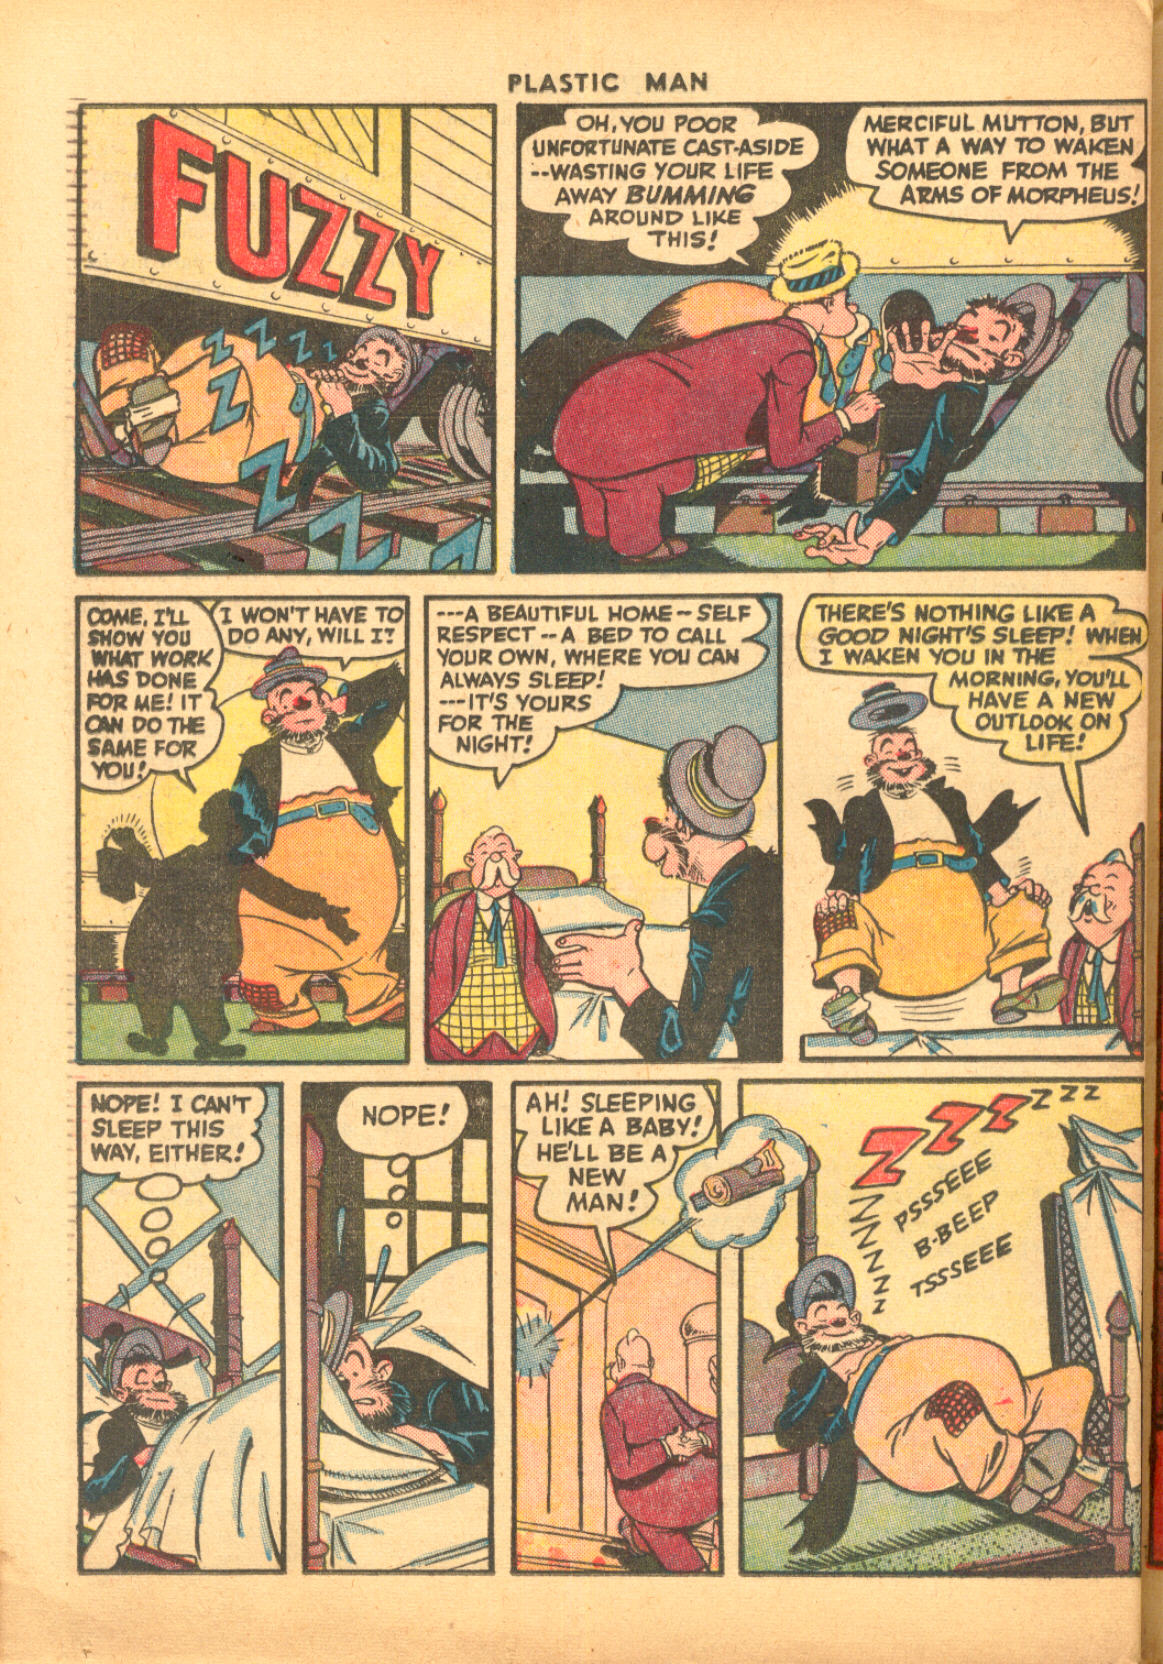 PLASTIC MAN
FUZZY
Z Z Z Z
Z
Z
Z
Z
Z
OH, YOU POOR
UNFORTUNATE CAST-ASIDE
--WASTING YOUR LIFE
AWAY BUMMING
AROUND LIKE
THIS!
MERCIFUL MUTTON, BUT
WHAT A WAY TO WAKEN
SOMEONE FROM THE
ARMS OF MORPHEUS!
COME, I'LL
SHOW YOU
WHAT WORK
HAS DONE
FOR ME! IT
CAN DO THE
SAME FOR
YOU!
I WON'T HAVE TO
DO ANY, WILL I?
---A BEAUTIFUL HOME-- SELF
RESPECT -- A BED TO CALL
YOUR OWN, WHERE YOU CAN
ALWAYS SLEEP!
---IT'S YOURS
FOR THE
NIGHT!
THERE'S NOTHING LIKE A
GOOD NIGHT'S SLEEP! WHEN
I WAKEN YOU IN THE
MORNING, YOU'LL
HAVE A NEW
OUTLOOK ON
LIFE!
NOPE! I CAN'T
SLEEP THIS
WAY, EITHER!
NOPE!
AH! SLEEPING
LIKE A BABY!
HE'LL BE A
NEW
MAN!
Z Z Z Z Z Z Z
Z
Z
Z
Z
Z
Z
PSSSEEE
B-BEEP
TSSSEEE